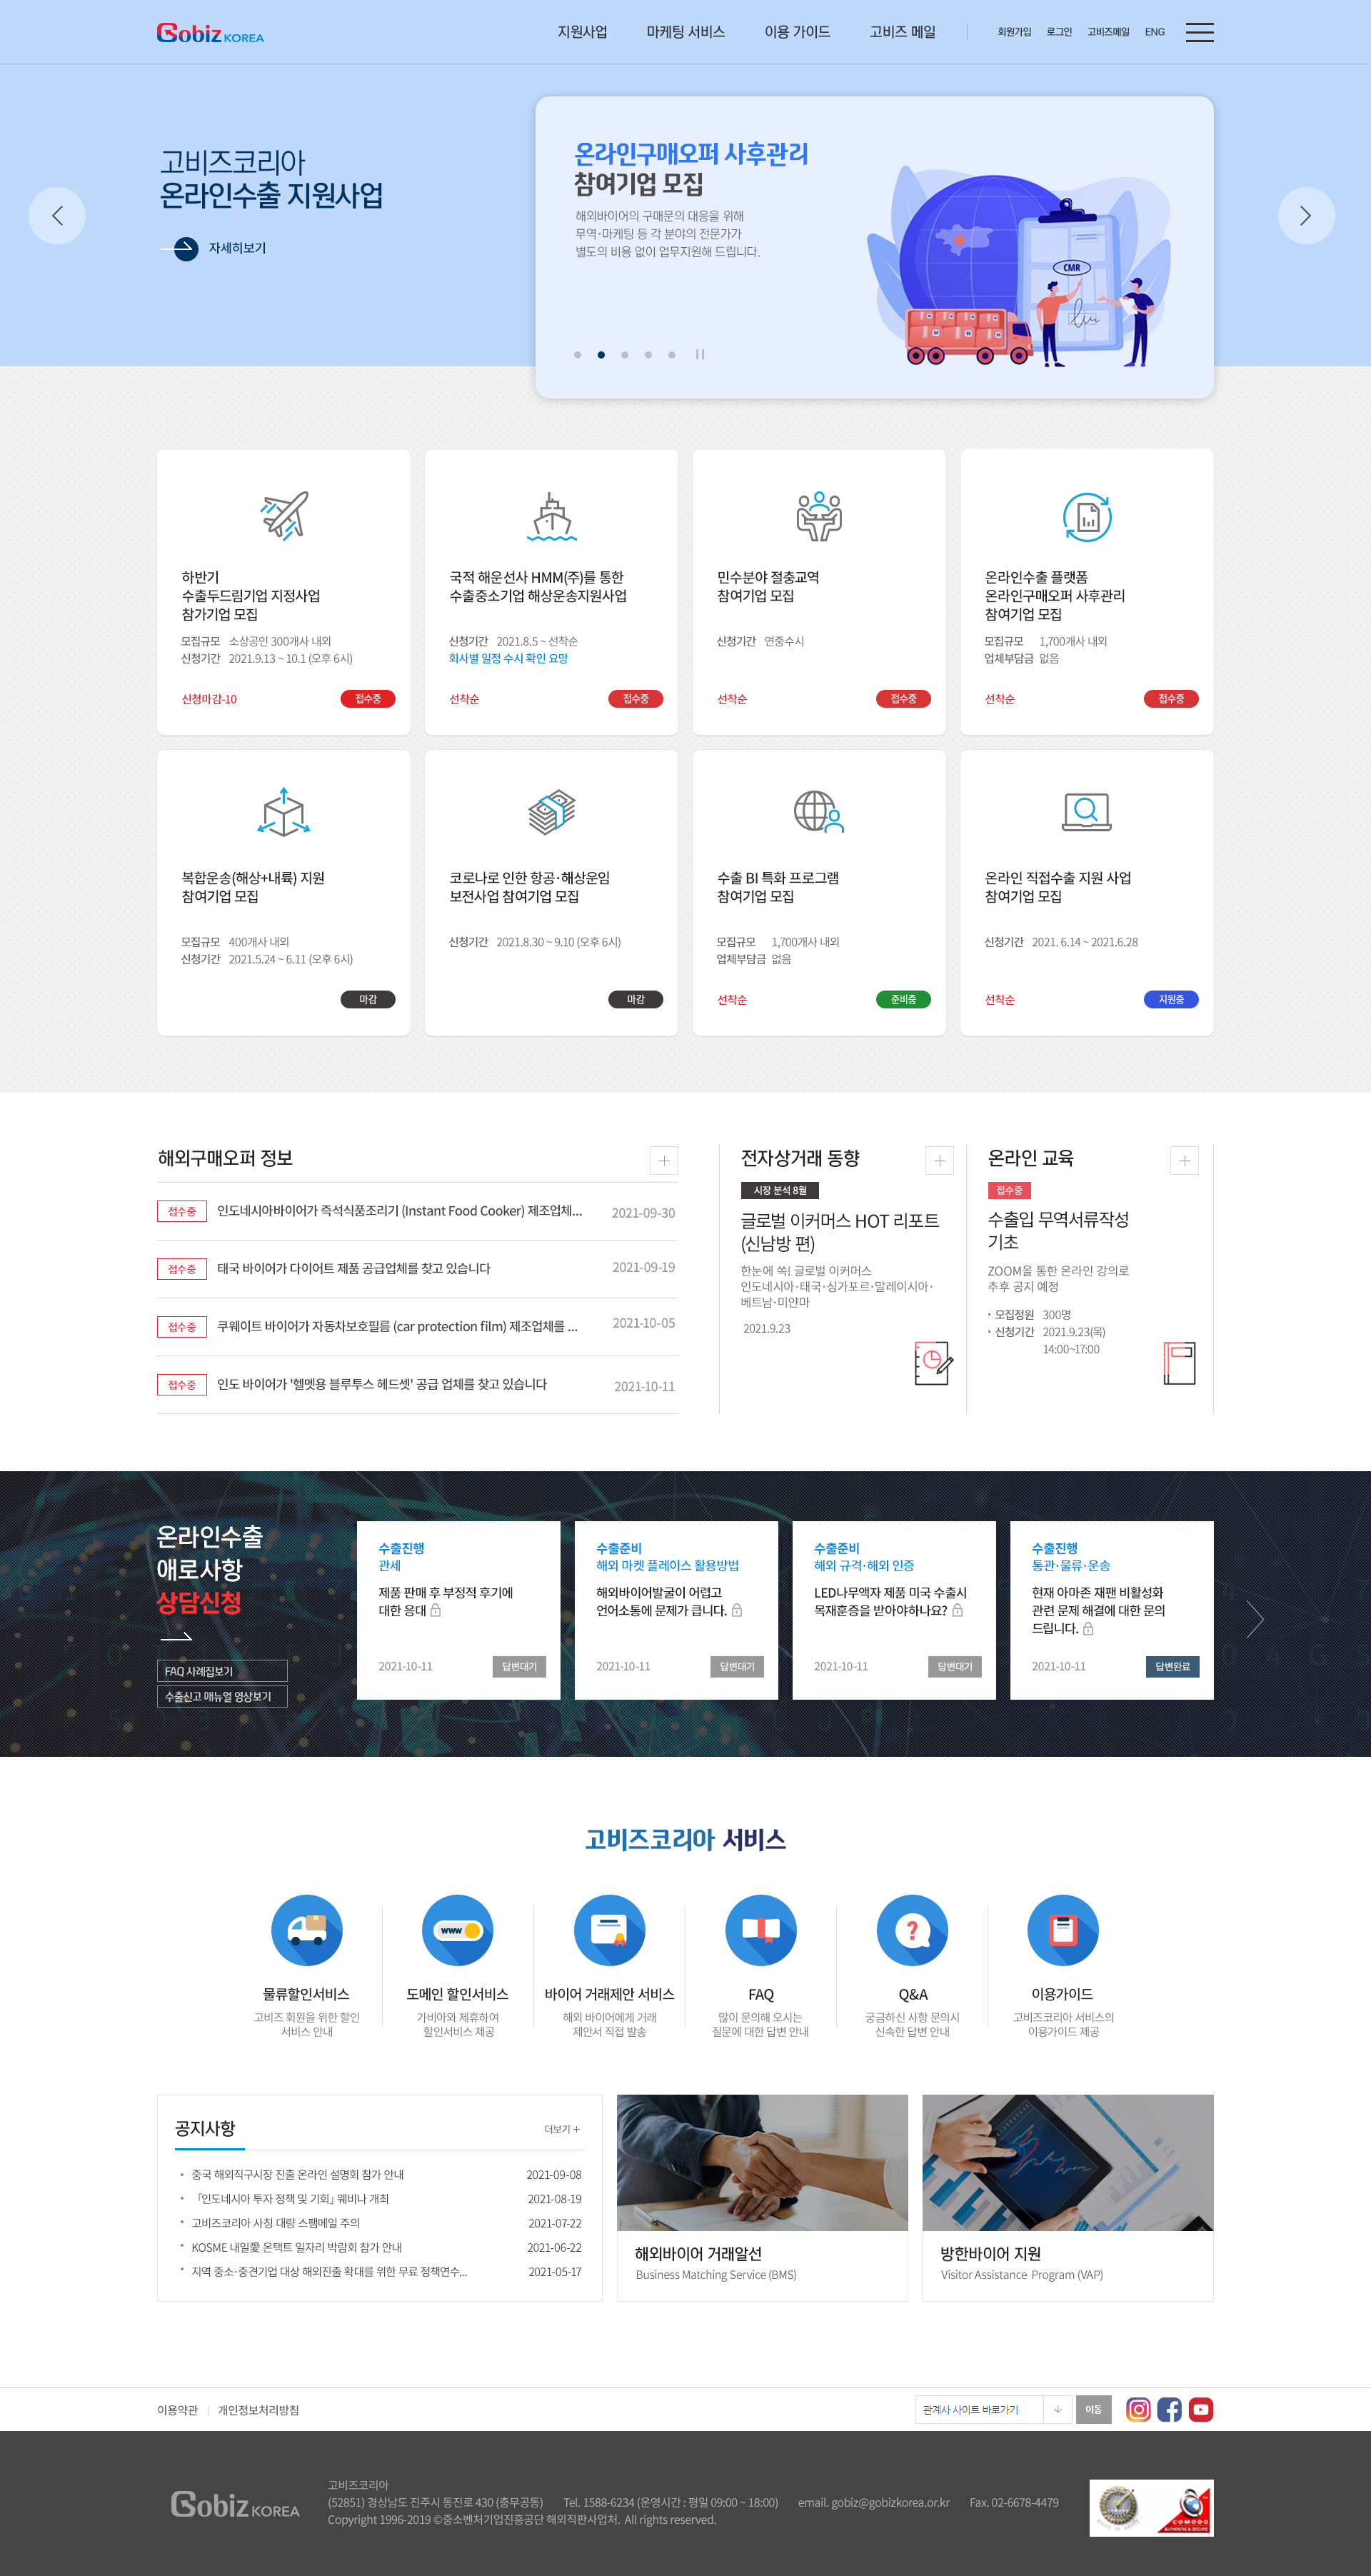 Gobiz KOREA
지원사업
마케팅 서비스
이용 가이드
고비즈 메일
회원가입
로그인
고비즈메일
ENG
고비즈코리아
온라인수출 지원사업
자세히보기
온라인구매오퍼 사후관리
참여기업 모집
해외바이어의 구매문의 대응을 위해
무역·마케팅 등 각 분야의 전문가가
별도의 비용 없이 업무지원해 드립니다.
CMR
하반기
수출두드림기업 지정사업
참가기업 모집
모집규모 소상공인 300개사 내외
신청기간 2021.9.13 ~ 10.1 (오후 6시)
신청마감-10
접수중
국적 해운선사 HMM(주)를 통한
수출중소기업 해상운송지원사업
신청기간 2021.8.5 ~ 선착순
회사별 일정 수시 확인 요망
선착순
접수중
민수분야 절충교역
참여기업 모집
신청기간 연중수시
선착순
접수중
온라인수출 플랫폼
온라인구매오퍼 사후관리
참여기업 모집
모집규모 1,700개사 내외
업체부담금 없음
선착순
접수중
복합운송(해상+내륙) 지원
참여기업 모집
모집규모 400개사 내외
신청기간 2021.5.24 ~ 6.11 (오후 6시)
마감
코로나로 인한 항공·해상운임
보전사업 참여기업 모집
신청기간 2021.8.30 ~ 9.10 (오후 6시)
마감
수출 BI 특화 프로그램
참여기업 모집
모집규모 1,700개사 내외
업체부담금 없음
선착순
준비중
온라인 직접수출 지원 사업
참여기업 모집
신청기간 2021. 6.14 ~ 2021.6.28
선착순
지원중
해외구매오퍼 정보
접수중 인도네시아바이어가 즉석식품조리기 (Instant Food Cooker) 제조업체... 2021-09-30
접수중 태국 바이어가 다이어트 제품 공급업체를 찾고 있습니다 2021-09-19
접수중 쿠웨이트 바이어가 자동차보호필름 (car protection film) 제조업체를 ... 2021-10-05
접수중 인도 바이어가 '헬멧용 블루투스 헤드셋' 공급 업체를 찾고 있습니다 2021-10-11
전자상거래 동향
시장 분석 8월
글로벌 이커머스 HOT 리포트
(신남방 편)
한눈에 쏙! 글로벌 이커머스
인도네시아·태국·싱가포르·말레이시아·
베트남·미얀마
2021.9.23
온라인 교육
접수중
수출입 무역서류작성
기초
ZOOM을 통한 온라인 강의로
추후 공지 예정
모집정원 300명
신청기간 2021.9.23(목)
14:00~17:00
온라인수출
애로사항
상담신청
FAQ 사례집보기
수출신고 매뉴얼 영상보기
수출진행
관세
제품 판매 후 부정적 후기에
대한 응대
2021-10-11
답변대기
수출준비
해외 마켓 플레이스 활용방법
해외바이어발굴이 어렵고
언어소통에 문제가 큽니다.
2021-10-11
답변대기
수출준비
해외 규격·해외 인증
LED나무액자 제품 미국 수출시
목재훈증을 받아야하나요?
2021-10-11
답변대기
수출진행
통관·물류·운송
현재 아마존 재팬 비활성화
관련 문제 해결에 대한 문의
드립니다.
2021-10-11
답변완료
고비즈코리아 서비스
www
물류할인서비스
고비즈 회원을 위한 할인
서비스 안내
도메인 할인서비스
가비아와 제휴하여
할인서비스 제공
바이어 거래제안 서비스
해외 바이어에게 거래
제안서 직접 발송
FAQ
많이 문의해 오시는
질문에 대한 답변 안내
?
Q&A
궁금하신 사항 문의시
신속한 답변 안내
이용가이드
고비즈코리아 서비스의
이용가이드 제공
공지사항
더보기 +
중국 해외직구시장 진출 온라인 설명회 참가 안내 2021-09-08
「인도네시아 투자 정책 및 기회」 웨비나 개최 2021-08-19
고비즈코리아 사칭 대량 스팸메일 주의 2021-07-22
KOSME 내일愛 온택트 일자리 박람회 참가 안내 2021-06-22
지역 중소·중견기업 대상 해외진출 확대를 위한 무료 정책연수... 2021-05-17
해외바이어 거래알선
Business Matching Service (BMS)
방한바이어 지원
Visitor Assistance Program (VAP)
이용약관
개인정보처리방침
관계사 사이트 바로가기
이동
Gobiz KOREA
고비즈코리아
(52851) 경상남도 진주시 동진로 430 (충무공동) Tel. 1588-6234 (운영시간 : 평일 09:00 ~ 18:00) email. gobiz@gobizkorea.or.kr Fax. 02-6678-4479
Copyright 1996-2019 ©중소벤처기업진흥공단 해외직판사업처. All rights reserved.
COMODO
AUTHENTIC & SECURE